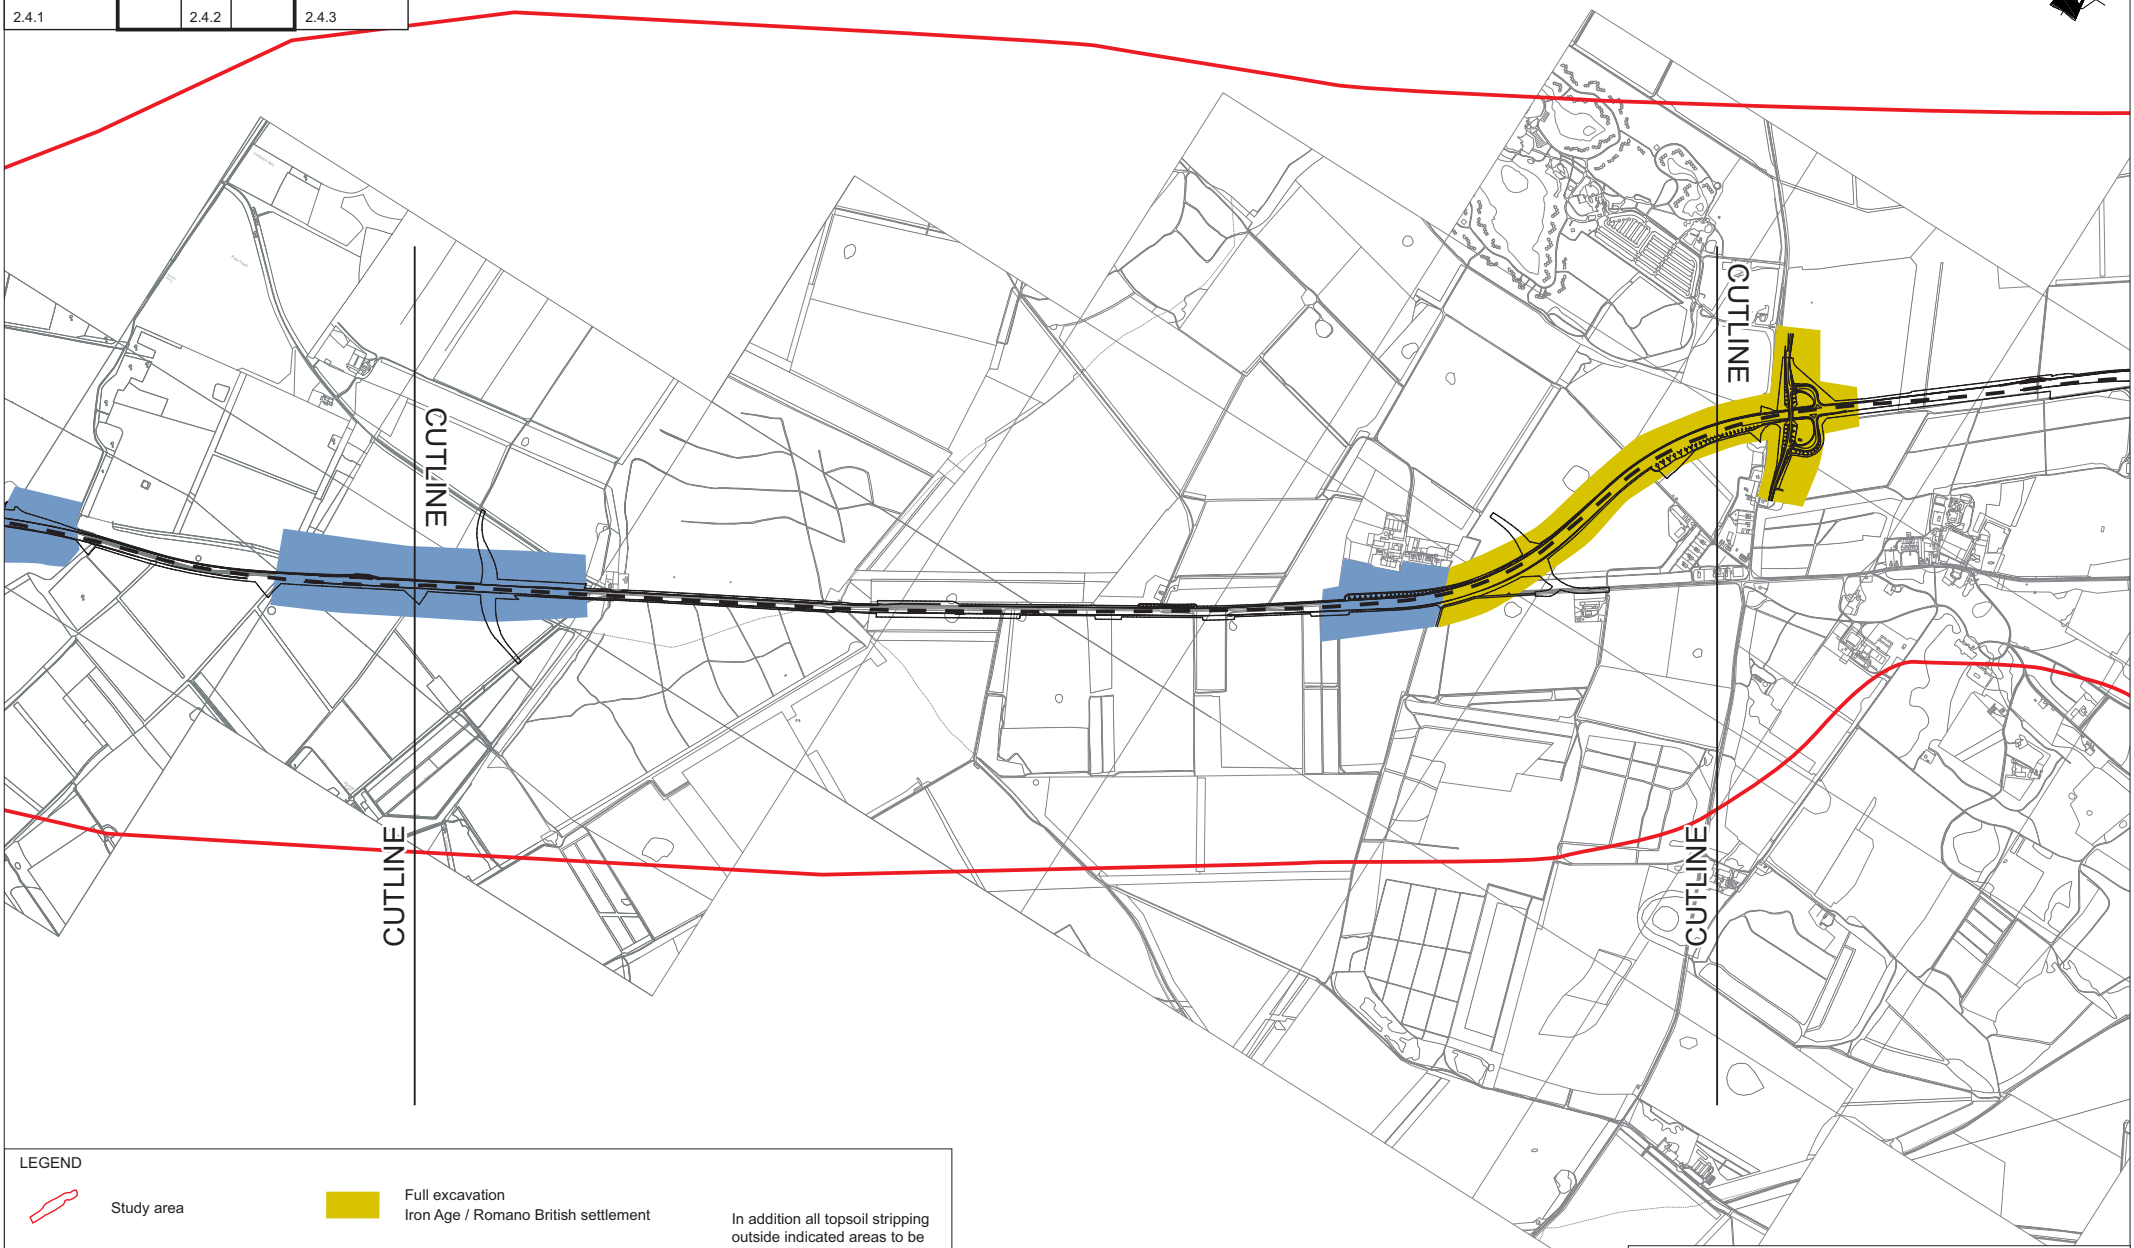 2.4.1
2.4.2
2.4.3
CUTLINE
CUTLINE
CUTLINE
CUTLINE
LEGEND
Study area
Full excavation
Iron Age / Romano British settlement
In addition all topsoil stripping
outside indicated areas to be